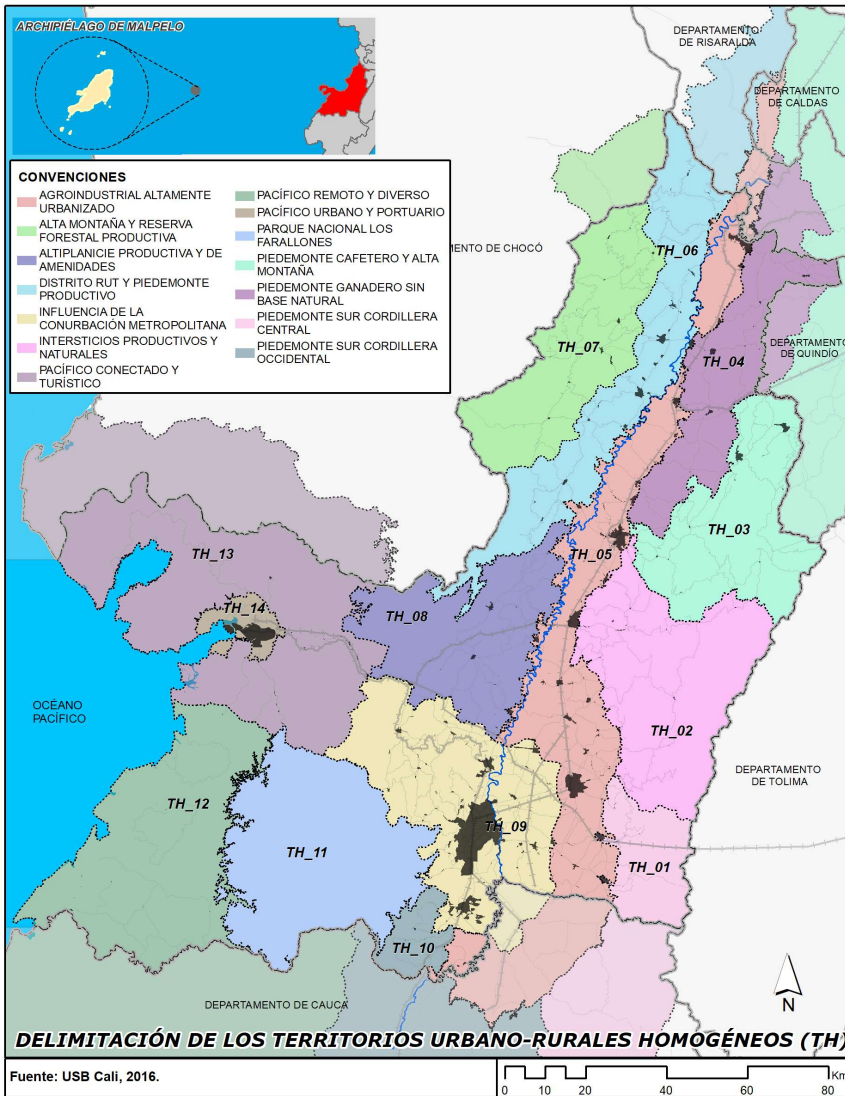 ARCHIPIÉLAGO DE MALPELO
DEPARTAMENTO
DE RISARALDA
DEPARTAMENTO
DE CALDAS
CONVENCIONES
AGROINDUSTRIAL ALTAMENTE
URBANIZADO
ALTA MONTAÑA Y RESERVA
FORESTAL PRODUCTIVA
ALTIPLANICIE PRODUCTIVA Y DE
AMENIDADES
DISTRITO RUT Y PIEDEMONTE
PRODUCTIVO
INFLUENCIA DE LA
CONURBACIÓN METROPOLITANA
INTERSTICIOS PRODUCTIVOS Y
NATURALES
PACÍFICO CONECTADO Y
TURÍSTICO
PACÍFICO REMOTO Y DIVERSO
PACÍFICO URBANO Y PORTUARIO
PARQUE NACIONAL LOS
FARALLONES
PIEDEMONTE CAFETERO Y ALTA
MONTAÑA
PIEDEMONTE GANADERO SIN
BASE NATURAL
PIEDEMONTE SUR CORDILLERA
CENTRAL
PIEDEMONTE SUR CORDILLERA
OCCIDENTAL
MENTO DE CHOCÓ
TH_06
TH_07
TH_04
DEPARTAMENTO
DE QUINDÍO
TH_03
TH_05
TH_13
TH_14
TH_08
OCÉANO
PACÍFICO
TH_02
DEPARTAMENTO
DE TOLIMA
TH_12
TH_09
TH_11
TH_01
TH_10
DEPARTAMENTO DE CAUCA
N
DELIMITACIÓN DE LOS TERRITORIOS URBANO-RURALES HOMOGÉNEOS (TH)
Fuente: USB Cali, 2016.
Km
0 10 20 40 60 80